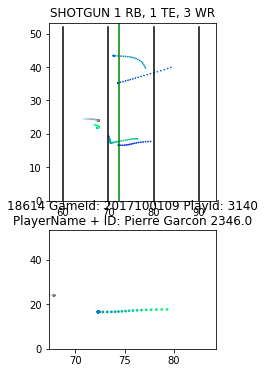 SHOTGUN 1 RB, 1 TE, 3 WR
50
40
30
20
10
0
60 70 80 90
18614 GameId: 2017100109 PlayId: 3140
PlayerName + ID: Pierre Garcon 2346.0
40
20
0
70 75 80